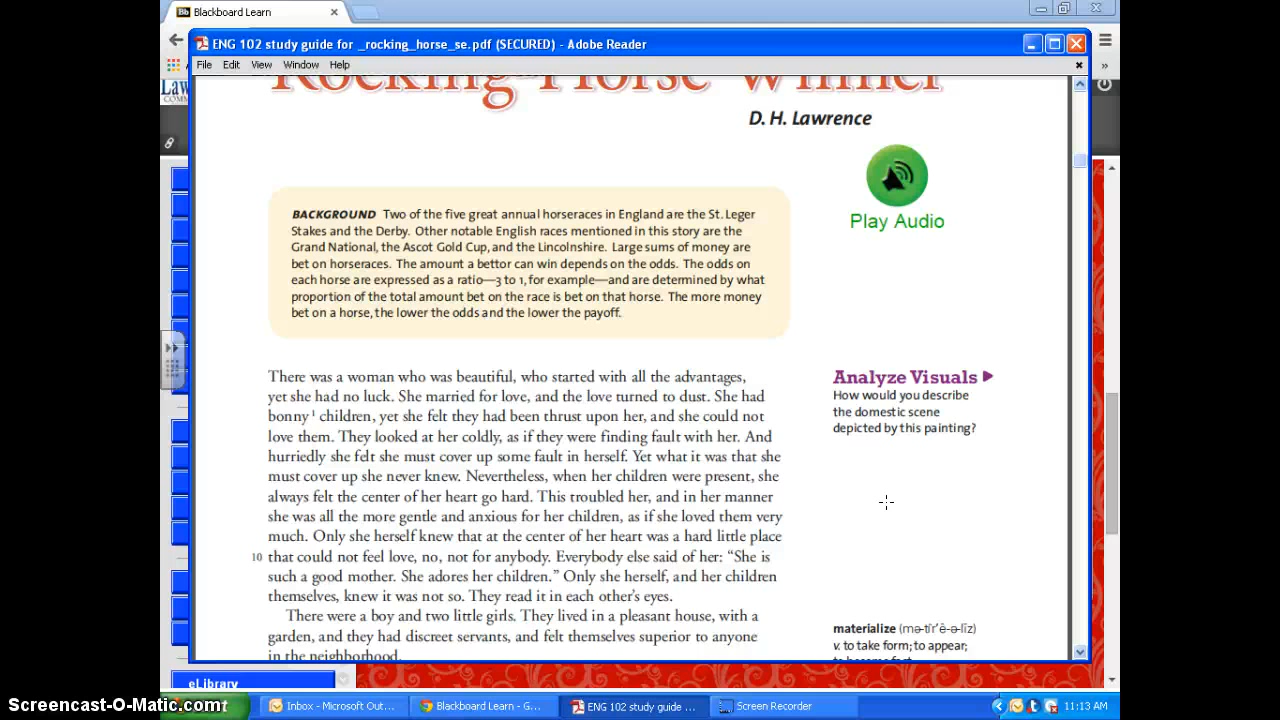 Blackboard Learn
ENG 102 study guide for _rocking_horse_se.pdf (SECURED) - Adobe Reader
File Edit View Window Help
Rocking-Horse Winner
D. H. Lawrence
Play Audio
BACKGROUND Two of the five great annual horseraces in England are the St. Leger
Stakes and the Derby. Other notable English races mentioned in this story are the
Grand National, the Ascot Gold Cup, and the Lincolnshire. Large sums of money are
bet on horseraces. The amount a bettor can win depends on the odds. The odds on
each horse are expressed as a ratio—3 to 1, for example—and are determined by what
proportion of the total amount bet on the race is bet on that horse. The more money
bet on a horse, the lower the odds and the lower the payoff.
There was a woman who was beautiful, who started with all the advantages,
yet she had no luck. She married for love, and the love turned to dust. She had
bonny 1 children, yet she felt they had been thrust upon her, and she could not
love them. They looked at her coldly, as if they were finding fault with her. And
hurriedly she felt she must cover up some fault in herself. Yet what it was that she
must cover up she never knew. Nevertheless, when her children were present, she
always felt the center of her heart go hard. This troubled her, and in her manner
she was all the more gentle and anxious for her children, as if she loved them very
much. Only she herself knew that at the center of her heart was a hard little place
10 that could not feel love, no, not for anybody. Everybody else said of her: “She is
such a good mother. She adores her children.” Only she herself, and her children
themselves, knew it was not so. They read it in each other’s eyes.
There were a boy and two little girls. They lived in a pleasant house, with a
garden, and they had discreet servants, and felt themselves superior to anyone
in the neighborhood.
Analyze Visuals
How would you describe
the domestic scene
depicted by this painting?
materialize (mə-tîr′ē-ə-līz)
v. to take form; to appear;
Law
eLibrary
Screencast-O-Matic.com
Inbox - Microsoft Out...
Blackboard Learn - G...
ENG 102 study guide ...
Screen Recorder
11:13 AM